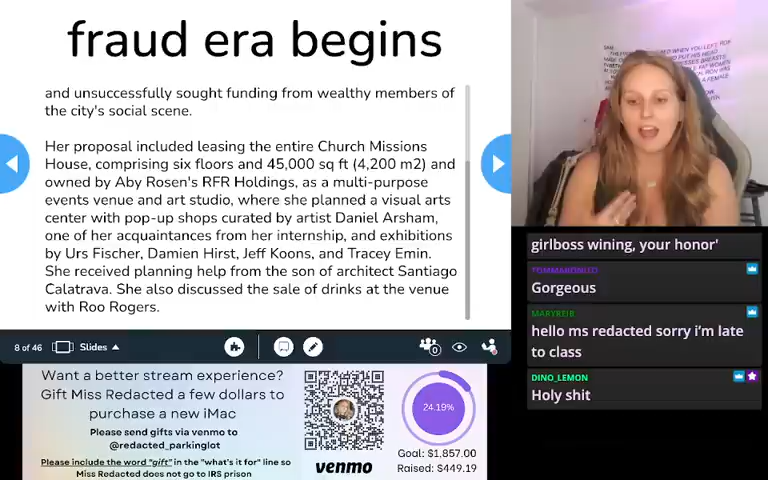 fraud era begins
and unsuccessfully sought funding from wealthy members of
the city's social scene.
Her proposal included leasing the entire Church Missions
House, comprising six floors and 45,000 sq ft (4,200 m2) and
owned by Aby Rosen's RFR Holdings, as a multi-purpose
events venue and art studio, where she planned a visual arts
center with pop-up shops curated by artist Daniel Arsham,
one of her acquaintances from her internship, and exhibitions
by Urs Fischer, Damien Hirst, Jeff Koons, and Tracey Emin.
She received planning help from the son of architect Santiago
Calatrava. She also discussed the sale of drinks at the venue
with Roo Rogers.
8 of 46
Slides
0
Want a better stream experience?
Gift Miss Redacted a few dollars to
purchase a new iMac
Please send gifts via venmo to
@redacted_parkinglot
Please include the word "gift" in the "what's it for" line so
Miss Redacted does not go to IRS prison
venmo
24.19%
Goal: $1,857.00
Raised: $449.19
girlboss wining, your honor'
Gorgeous
MARYREIR
hello ms redacted sorry i'm late
to class
DINO_LEMON
Holy shit